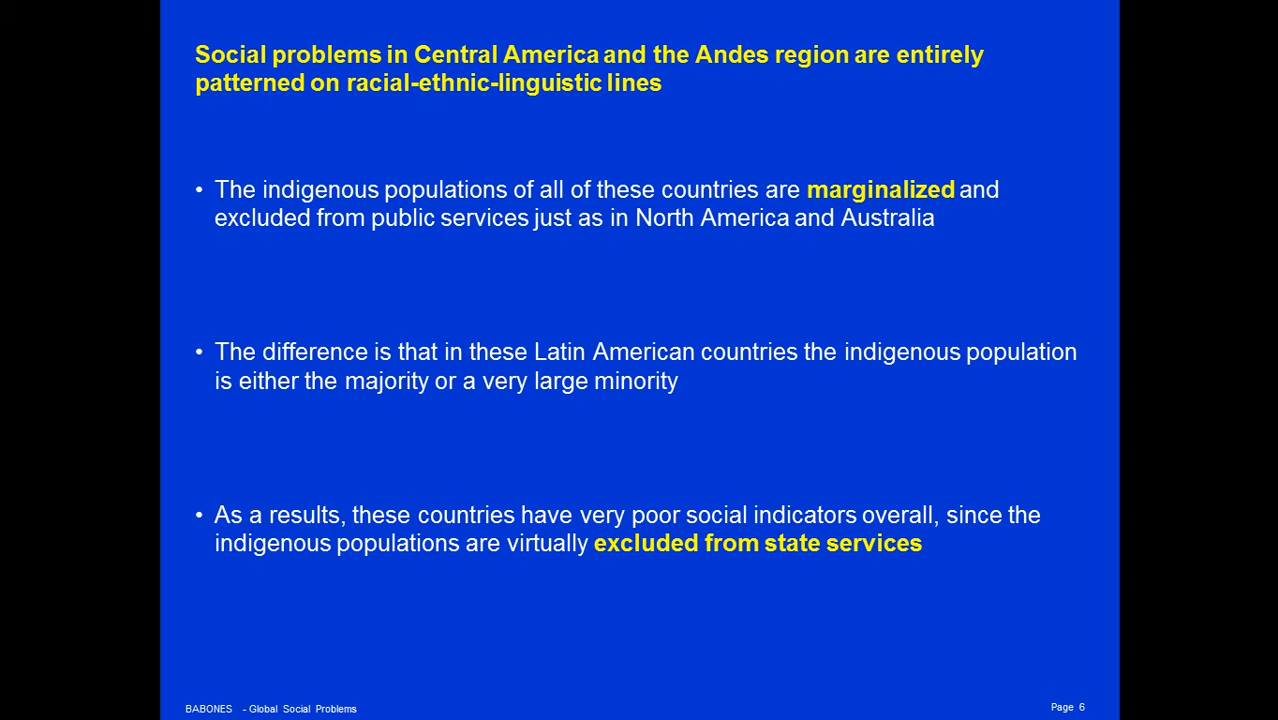 Social problems in Central America and the Andes region are entirely
patterned on racial-ethnic-linguistic lines
• The indigenous populations of all of these countries are marginalized and
excluded from public services just as in North America and Australia
• The difference is that in these Latin American countries the indigenous population
is either the majority or a very large minority
• As a results, these countries have very poor social indicators overall, since the
indigenous populations are virtually excluded from state services
BABONES - Global Social Problems
Page 6